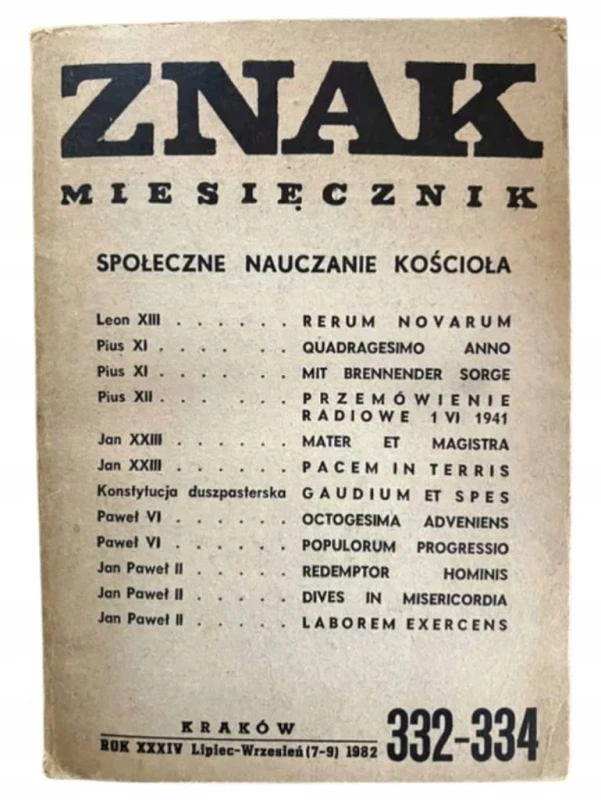 ZNAK
MIESIĘCZNIK
SPOŁECZNE NAUCZANIE KOŚCIOŁA
Leon XIII . . . . . . RERUM NOVARUM
Pius XI . . . . . . QUADRAGESIMO ANNO
Pius XI . . . . . . MIT BRENNENDER SORGE
Pius XII . . . . . . PRZEMÓWIENIE
RADIOWE 1 VI 1941
Jan XXIII . . . . . . MATER ET MAGISTRA
Jan XXIII . . . . . . PACEM IN TERRIS
Konstytucja duszpasterska GAUDIUM ET SPES
Paweł VI . . . . . . OCTOGESIMA ADVENIENS
Paweł VI . . . . . . POPULORUM PROGRESSIO
Jan Paweł II . . . . . REDEMPTOR HOMINIS
Jan Paweł II . . . . . DIVES IN MISERICORDIA
Jan Paweł II . . . . . LABOREM EXERCENS
KRAKÓW
ROK XXXIV Lipiec-Wrzesień (7-9) 1982 332-334